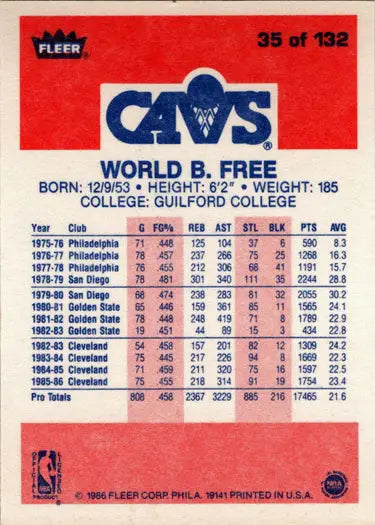 FLEER
35 of 132
CAVS
®
WORLD B. FREE
BORN: 12/9/53 • HEIGHT: 6'2" • WEIGHT: 185
COLLEGE: GUILFORD COLLEGE
Year Club G FG% REB AST STL BLK PTS AVG
1975-76 Philadelphia 71 .448 125 104 37 6 590 8.3
1976-77 Philadelphia 78 .457 237 266 75 25 1268 16.3
1977-78 Philadelphia 76 .455 212 306 68 41 1191 15.7
1978-79 San Diego 78 .481 301 340 111 35 2244 28.8
1979-80 San Diego 68 .474 238 283 81 32 2055 30.2
1980-81 Golden State 65 .446 159 361 85 11 1565 24.1
1981-82 Golden State 78 .448 248 419 71 8 1789 22.9
1982-83 Golden State 19 .451 44 89 15 3 434 22.8
1982-83 Cleveland 54 .458 157 201 82 12 1309 24.2
1983-84 Cleveland 75 .445 217 226 94 8 1669 22.3
1984-85 Cleveland 71 .459 211 320 75 16 1597 22.5
1985-86 Cleveland 75 .455 218 314 91 19 1754 23.4
Pro Totals 808 .458 2367 3229 885 216 17465 21.6
OFFICIAL LICENSED
NBA
PRODUCT
®
NBA
© 1986 FLEER CORP. PHILA. 19141 PRINTED IN U.S.A.